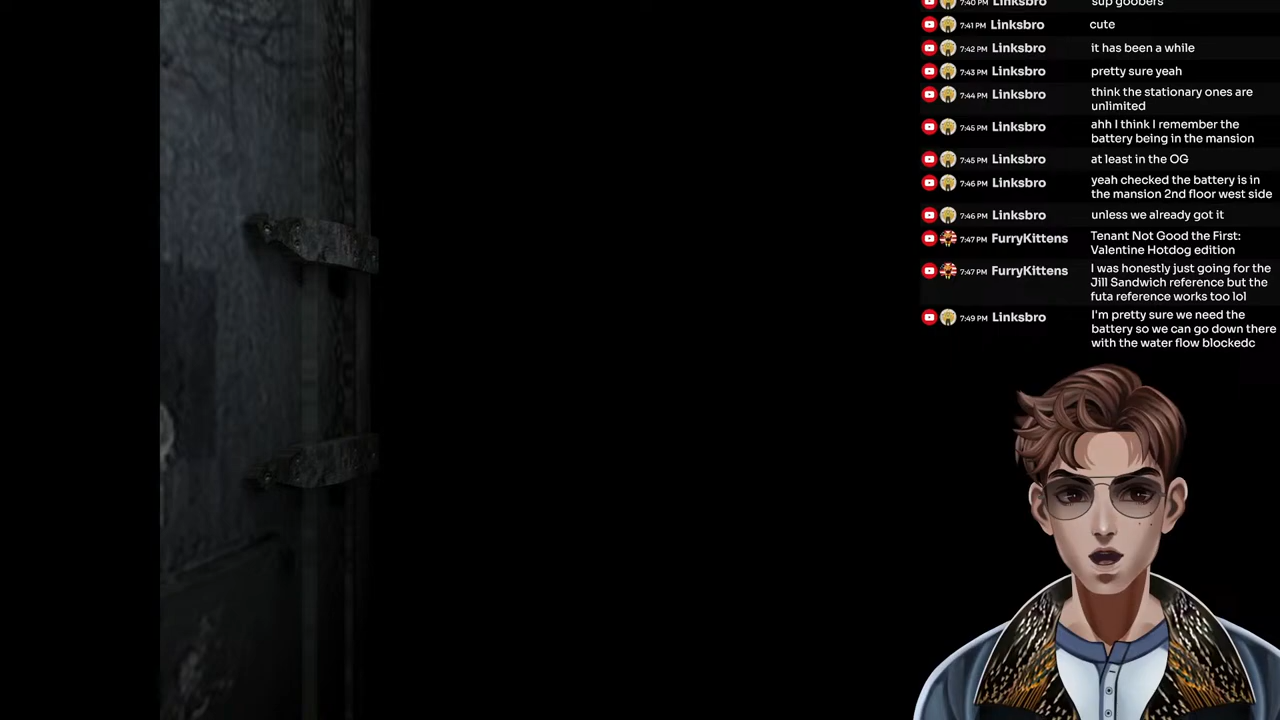 7:40 PM Linksbro sup goobers
7:41 PM Linksbro cute
7:42 PM Linksbro it has been a while
7:43 PM Linksbro pretty sure yeah
7:44 PM Linksbro think the stationary ones are
unlimited
7:45 PM Linksbro ahh I think I remember the
battery being in the mansion
7:45 PM Linksbro at least in the OG
7:46 PM Linksbro yeah checked the battery is in
the mansion 2nd floor west side
7:46 PM Linksbro unless we already got it
7:47 PM FurryKittens Tenant Not Good the First:
Valentine Hotdog edition
7:47 PM FurryKittens I was honestly just going for the
Jill Sandwich reference but the
futa reference works too lol
7:49 PM Linksbro I'm pretty sure we need the
battery so we can go down there
with the water flow blockedc